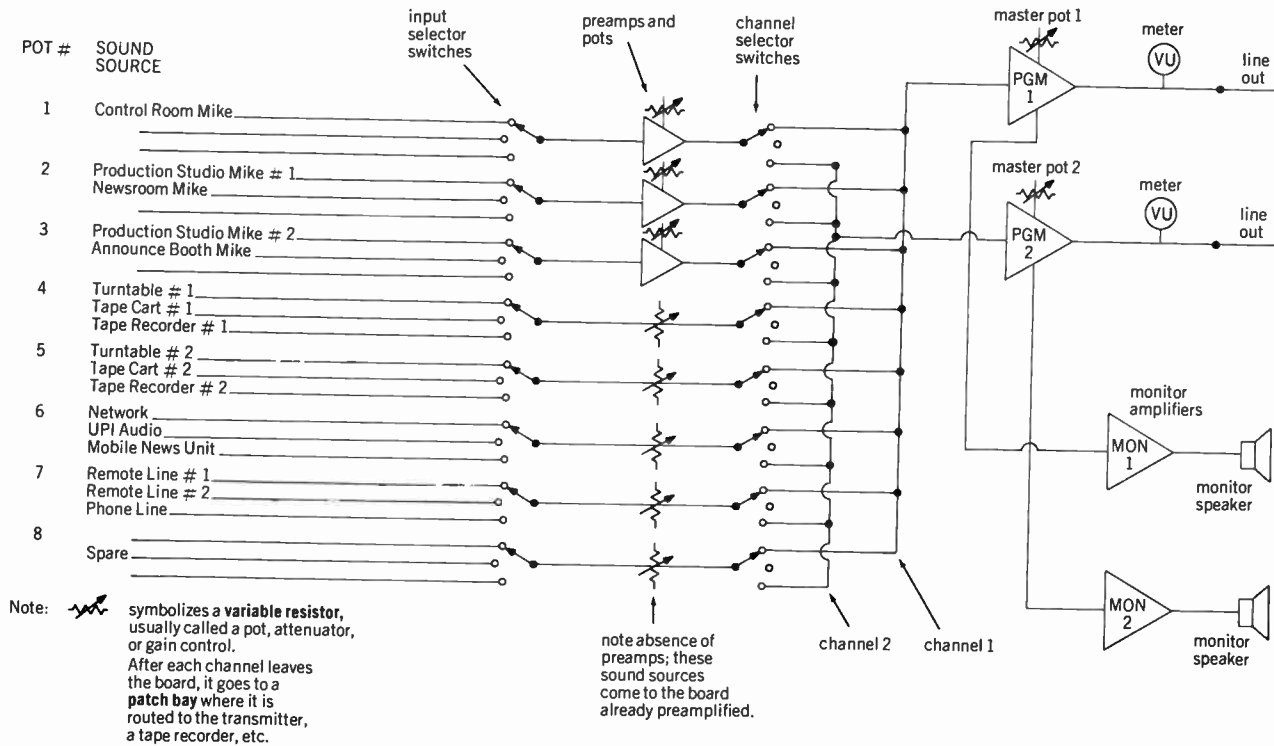 POT # SOUND
SOURCE
input
selector
switches
preamps and
pots
channel
selector
switches
master pot 1
meter
VU
line
out
PGM
1
1 Control Room Mike
2 Production Studio Mike # 1
Newsroom Mike
3 Production Studio Mike # 2
Announce Booth Mike
4 Turntable # 1
Tape Cart # 1
Tape Recorder # 1
5 Turntable # 2
Tape Cart # 2
Tape Recorder # 2
6 Network
UPI Audio
Mobile News Unit
7 Remote Line # 1
Remote Line # 2
Phone Line
8
Spare
master pot 2
meter
VU
line
out
PGM
2
monitor
amplifiers
MON
1
monitor
speaker
MON
2
monitor
speaker
channel 2
channel 1
note absence of
preamps; these
sound sources
come to the board
already preamplified.
Note: symbolizes a variable resistor,
usually called a pot, attenuator,
or gain control.
After each channel leaves
the board, it goes to a
patch bay where it is
routed to the transmitter,
a tape recorder, etc.